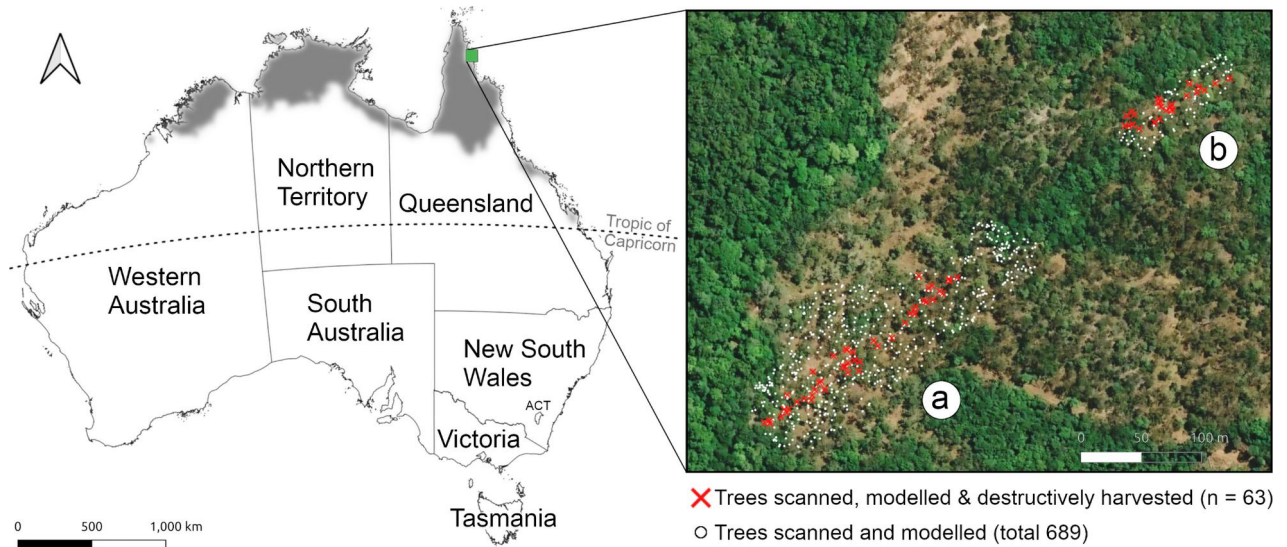 Northern
Territory
Queensland
Tropic of
Capricorn
Western
Australia
South
Australia
New South
Wales
ACT
Victoria
Tasmania
0 500 1,000 km
b
a
0 50 100 m
Trees scanned, modelled & destructively harvested (n = 63)
Trees scanned and modelled (total 689)